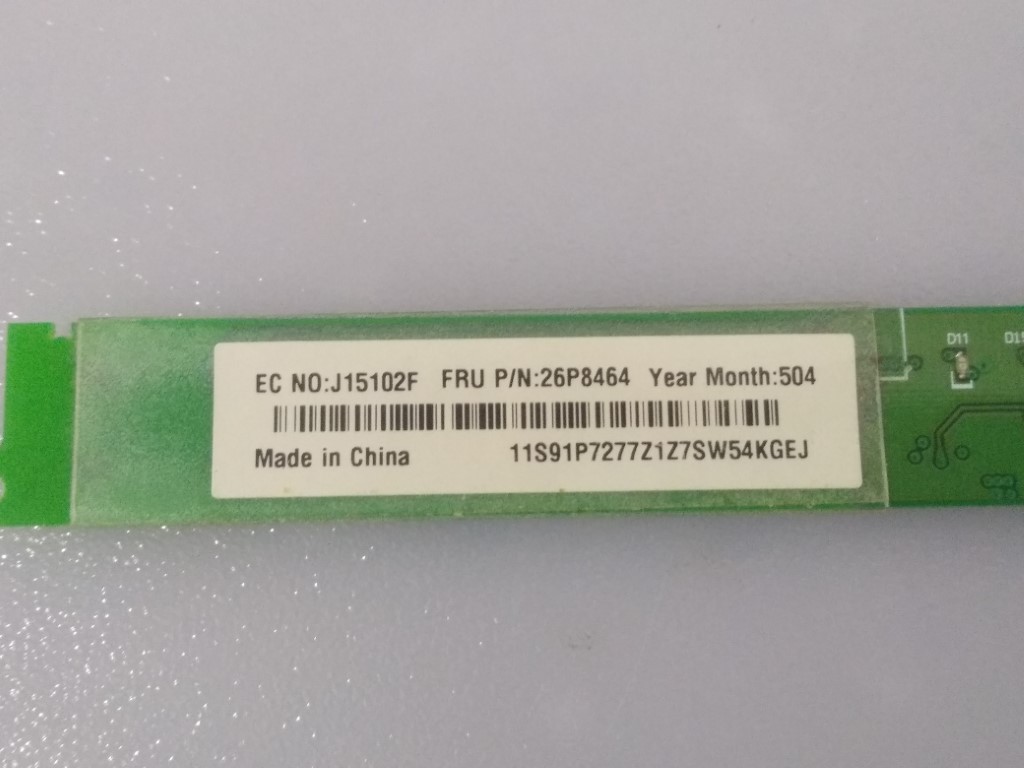 EC NO:J15102F FRU P/N:26P8464 Year Month:504
Made in China 11S91P7277Z1Z7SW54KGEJ
D11